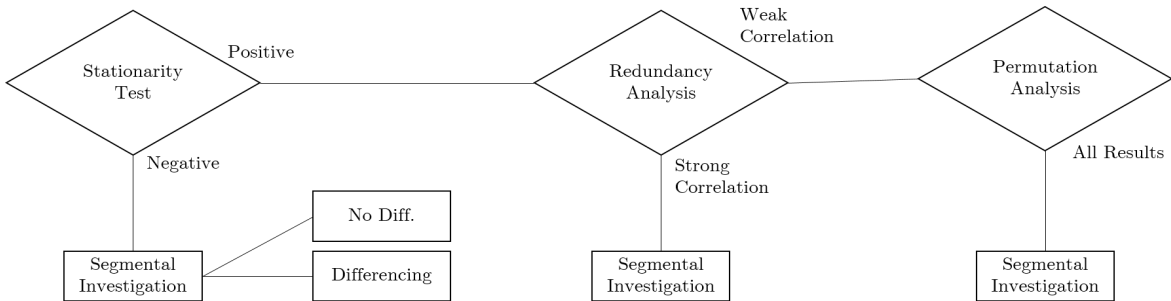 Stationarity
Test
Positive
Negative
Segmental
Investigation
No Diff.
Differencing
Redundancy
Analysis
Weak
Correlation
Strong
Correlation
Segmental
Investigation
Permutation
Analysis
All Results
Segmental
Investigation